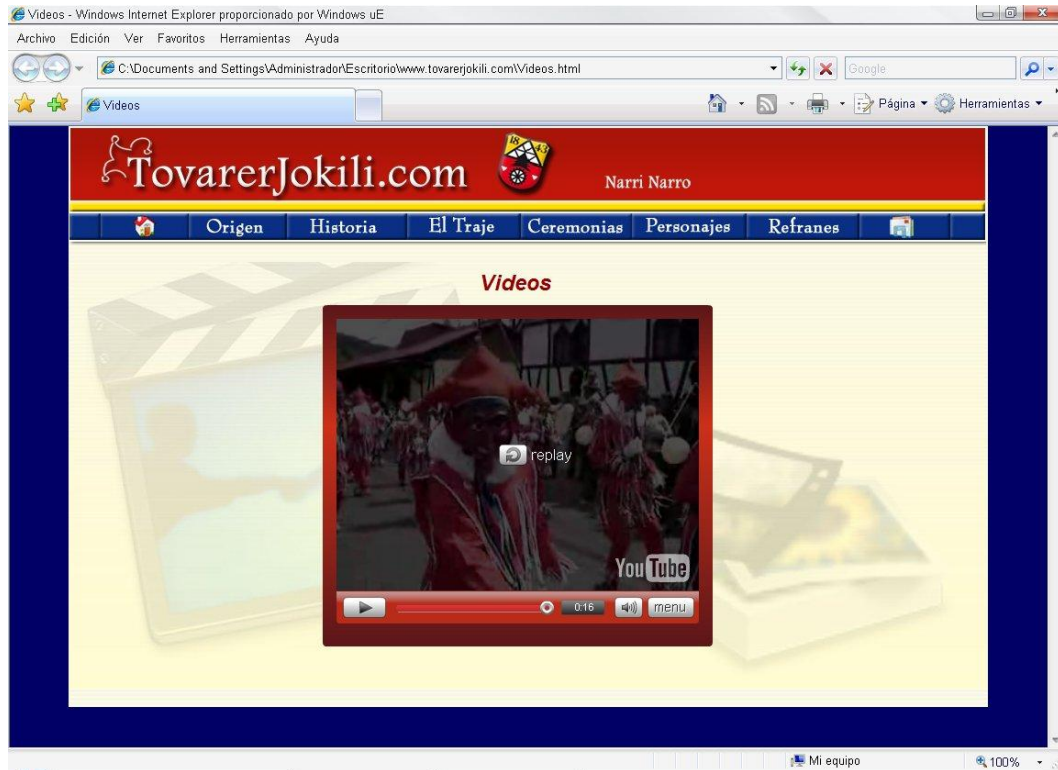 Videos - Windows Internet Explorer proporcionado por Windows uE
Archivo Edición Ver Favoritos Herramientas Ayuda
C:\Documents and Settings\Administrador\Escritorio\www.tovarerjokili.com\Videos.html
Google
Videos
Página
Herramientas
TovarerJokili.com
18 43
Narri Narro
Origen Historia El Traje Ceremonias Personajes Refranes
Videos
replay
YouTube
0:16 menu
Mi equipo
100%